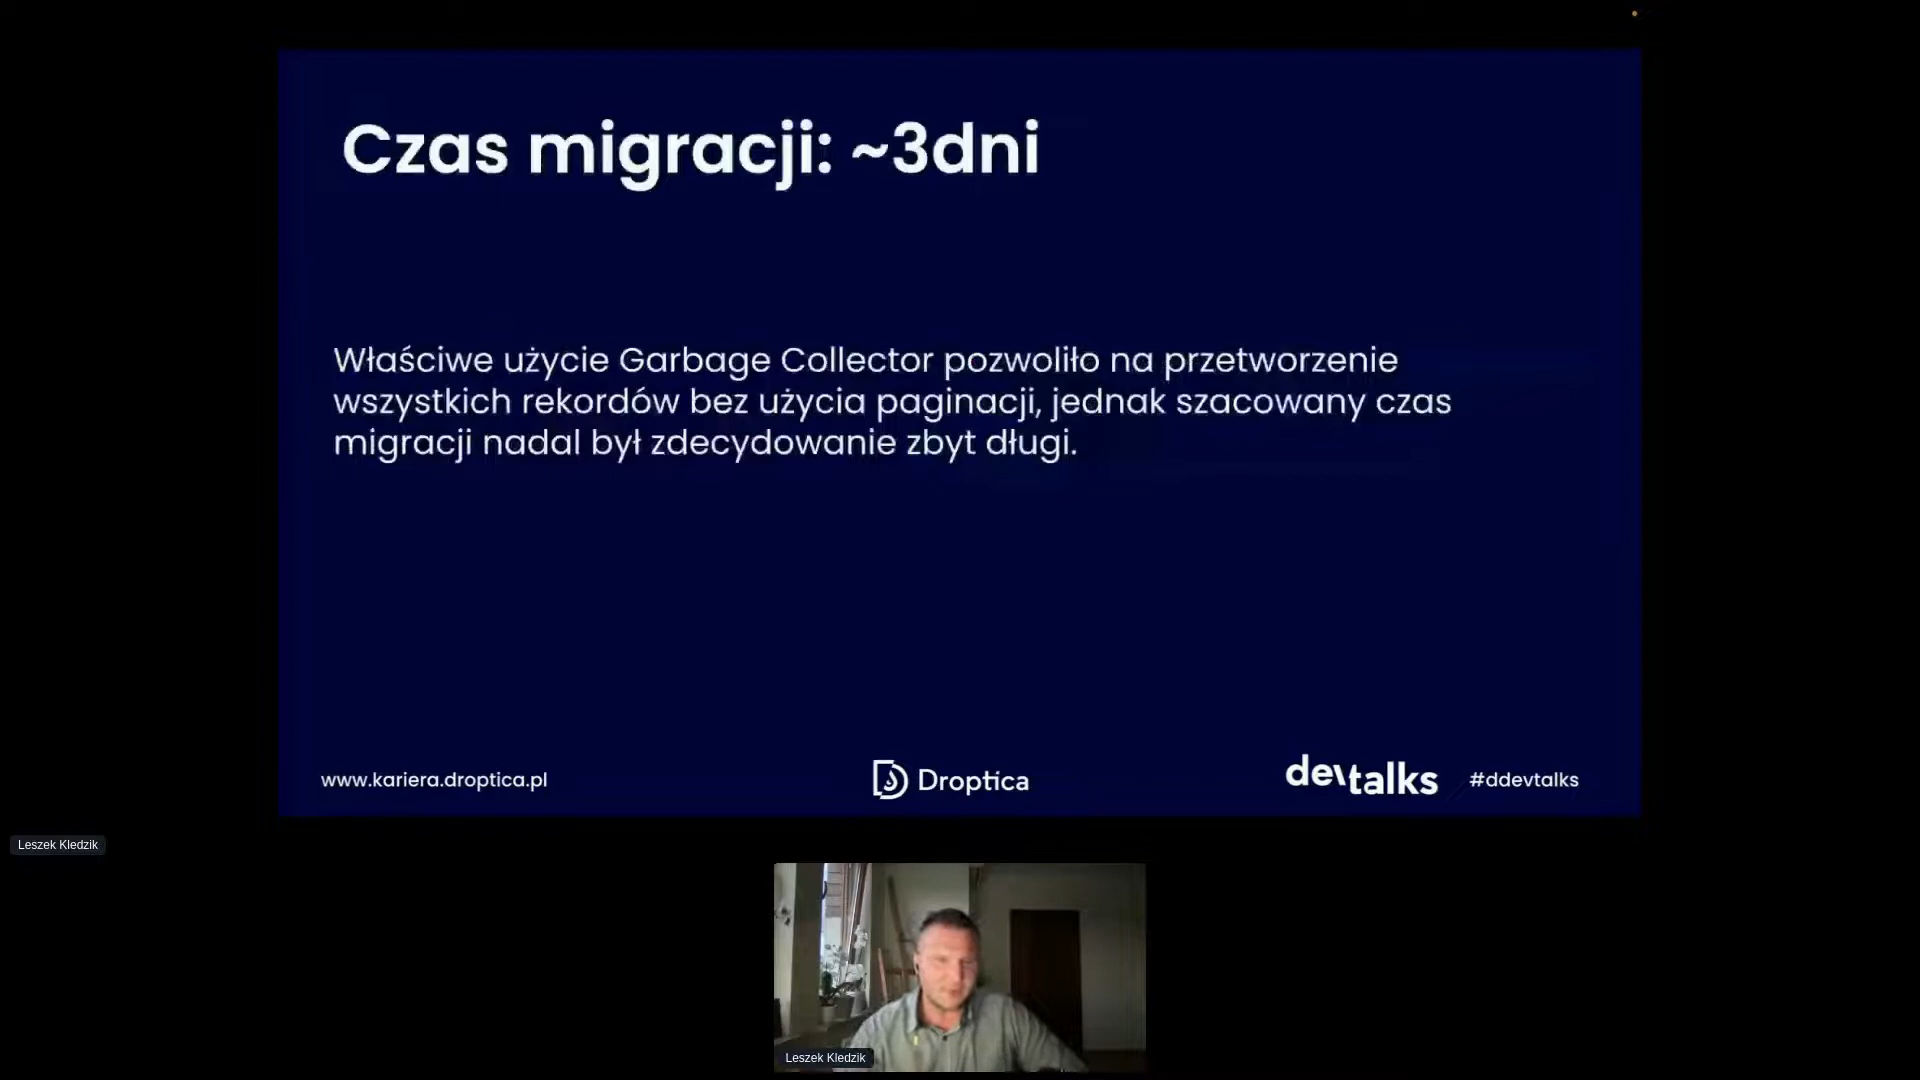 Czas migracji: ~3dni
Właściwe użycie Garbage Collector pozwoliło na przetworzenie
wszystkich rekordów bez użycia paginacji, jednak szacowany czas
migracji nadal był zdecydowanie zbyt długi.
www.kariera.droptica.pl
Droptica
devtalks
#ddevtalks
Leszek Kledzik
Leszek Kledzik